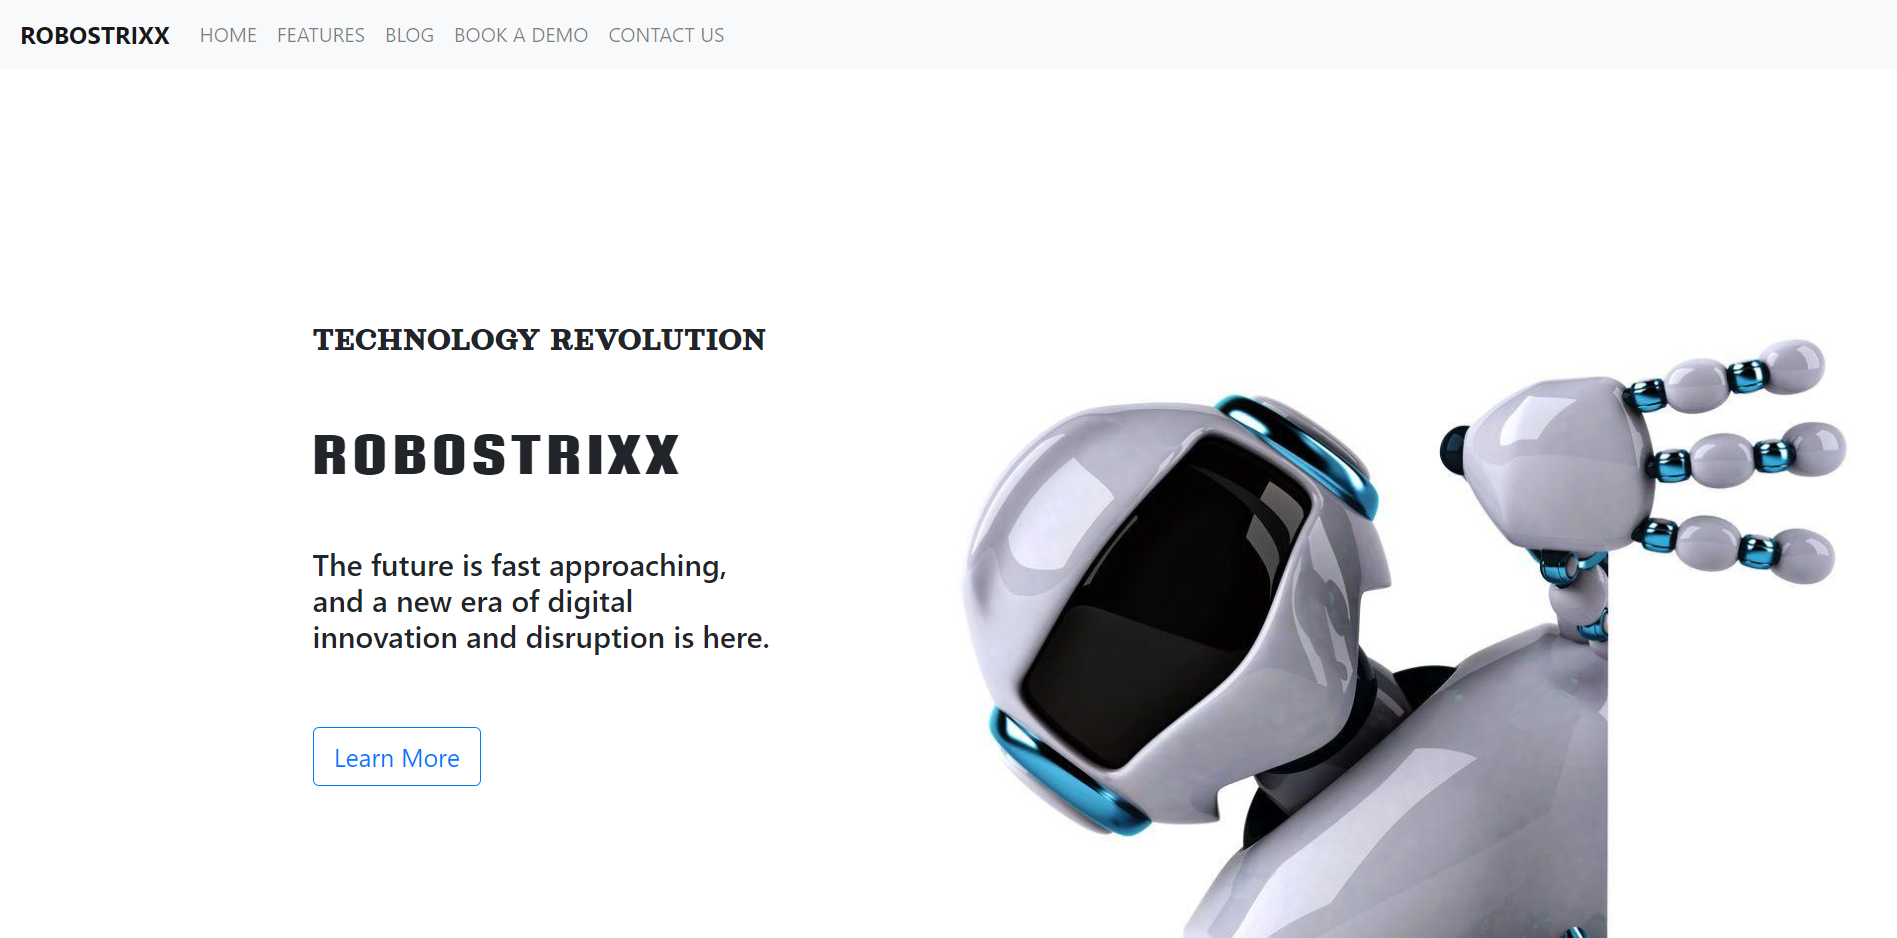 ROBOSTRIXX HOME FEATURES BLOG BOOK A DEMO CONTACT US
TECHNOLOGY REVOLUTION
ROBOSTRIXX
The future is fast approaching,
and a new era of digital
innovation and disruption is here.
Learn More